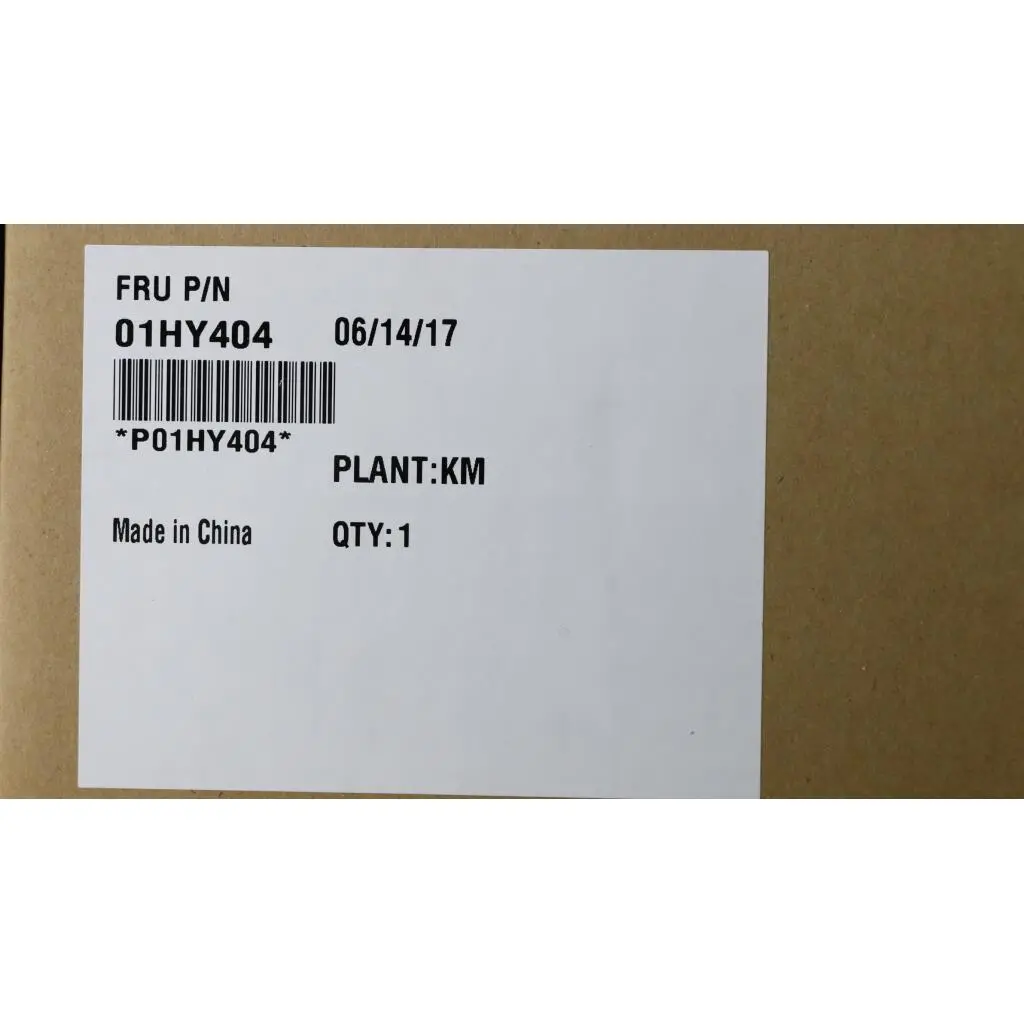 FRU P/N
01HY404 06/14/17
*P01HY404*
PLANT:KM
Made in China QTY: 1